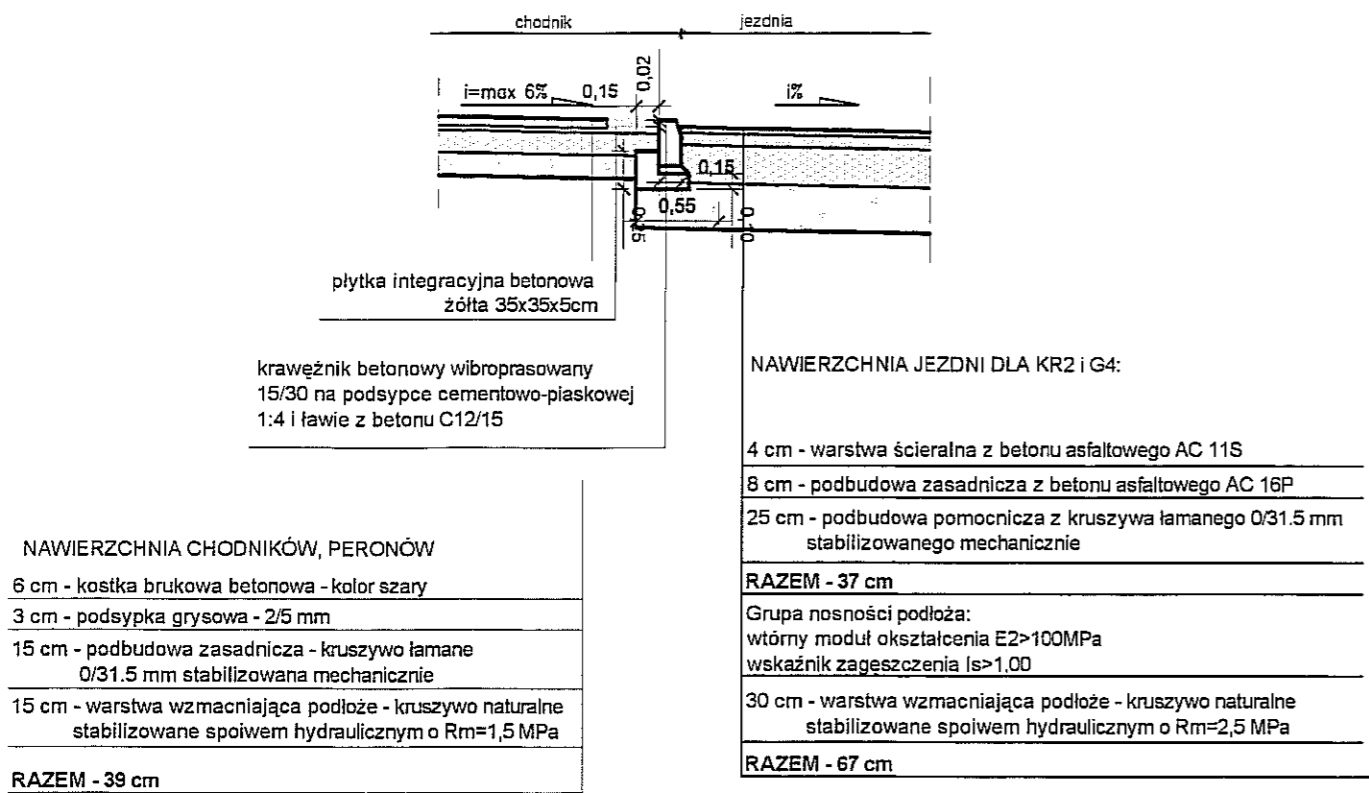 chodnik
jezdnia
0,02
i=max 6%
0,15
i%
0,15
0,55
0,25
0,10
płytka integracyjna betonowa
żółta 35x35x5cm
krawężnik betonowy wibroprasowany
15/30 na podsypce cementowo-piaskowej
1:4 i ławie z betonu C12/15
NAWIERZCHNIA JEZDNI DLA KR2 i G4:
4 cm - warstwa ścieralna z betonu asfaltowego AC 11S
8 cm - podbudowa zasadnicza z betonu asfaltowego AC 16P
25 cm - podbudowa pomocnicza z kruszywa łamanego 0/31.5 mm
stabilizowanego mechanicznie
RAZEM - 37 cm
Grupa nosności podłoża:
wtórny moduł okształcenia E2>100MPa
wskaźnik zagęszczenia Is>1,00
30 cm - warstwa wzmacniająca podłoże - kruszywo naturalne
stabilizowane spoiwem hydraulicznym o Rm=2,5 MPa
RAZEM - 67 cm
NAWIERZCHNIA CHODNIKÓW, PERONÓW
6 cm - kostka brukowa betonowa - kolor szary
3 cm - podsypka grysowa - 2/5 mm
15 cm - podbudowa zasadnicza - kruszywo łamane
0/31.5 mm stabilizowana mechanicznie
15 cm - warstwa wzmacniająca podłoże - kruszywo naturalne
stabilizowane spoiwem hydraulicznym o Rm=1,5 MPa
RAZEM - 39 cm